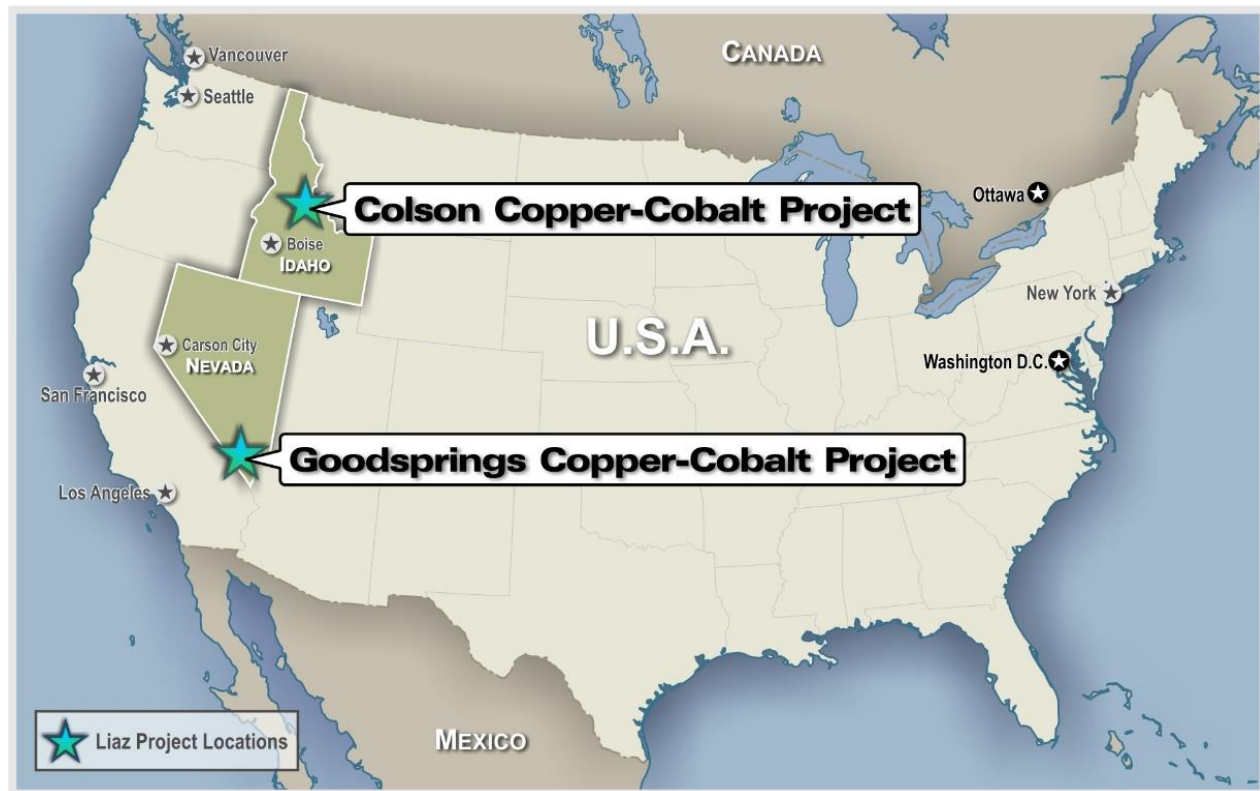 Vancouver
Seattle
CANADA
Colson Copper-Cobalt Project
Ottawa
Boise
IDAHO
New York
U.S.A.
Carson City
NEVADA
Washington D.C.
San Francisco
Goodsprings Copper-Cobalt Project
Los Angeles
MEXICO
Liaz Project Locations